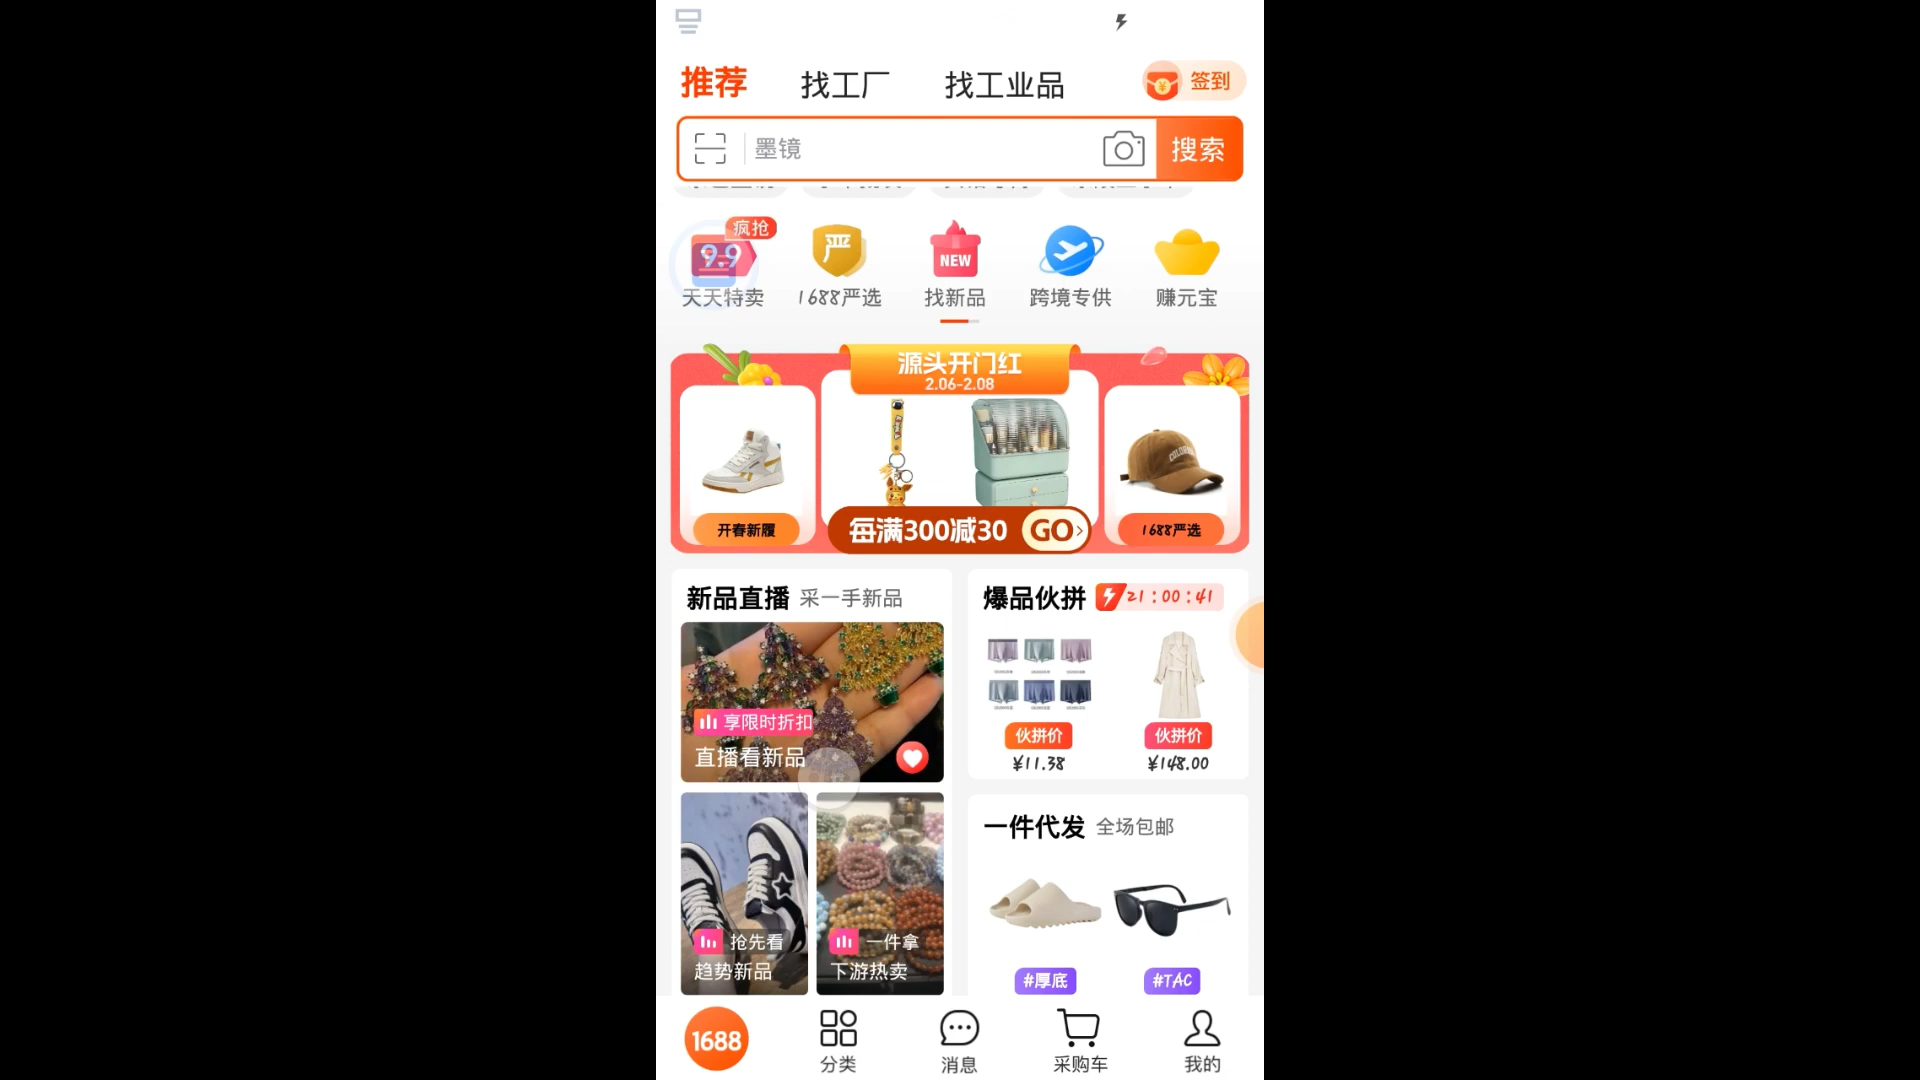 推荐
找工厂
找工业品
签到
墨镜
搜索
疯抢
9.9
NEW
天天特卖
1688严选
找新品
跨境专供
赚元宝
源头开门红
2.06-2.08
每满300减30 GO
开春新履
1688严选
新品直播 采一手新品
爆品伙拼 21:00:41
享限时折扣
直播看新品
伙拼价
伙拼价
¥11.38
¥148.00
一件代发 全场包邮
抢先看
趋势新品
一件拿
下游热卖
#厚底
#TAC
1688
分类
消息
采购车
我的